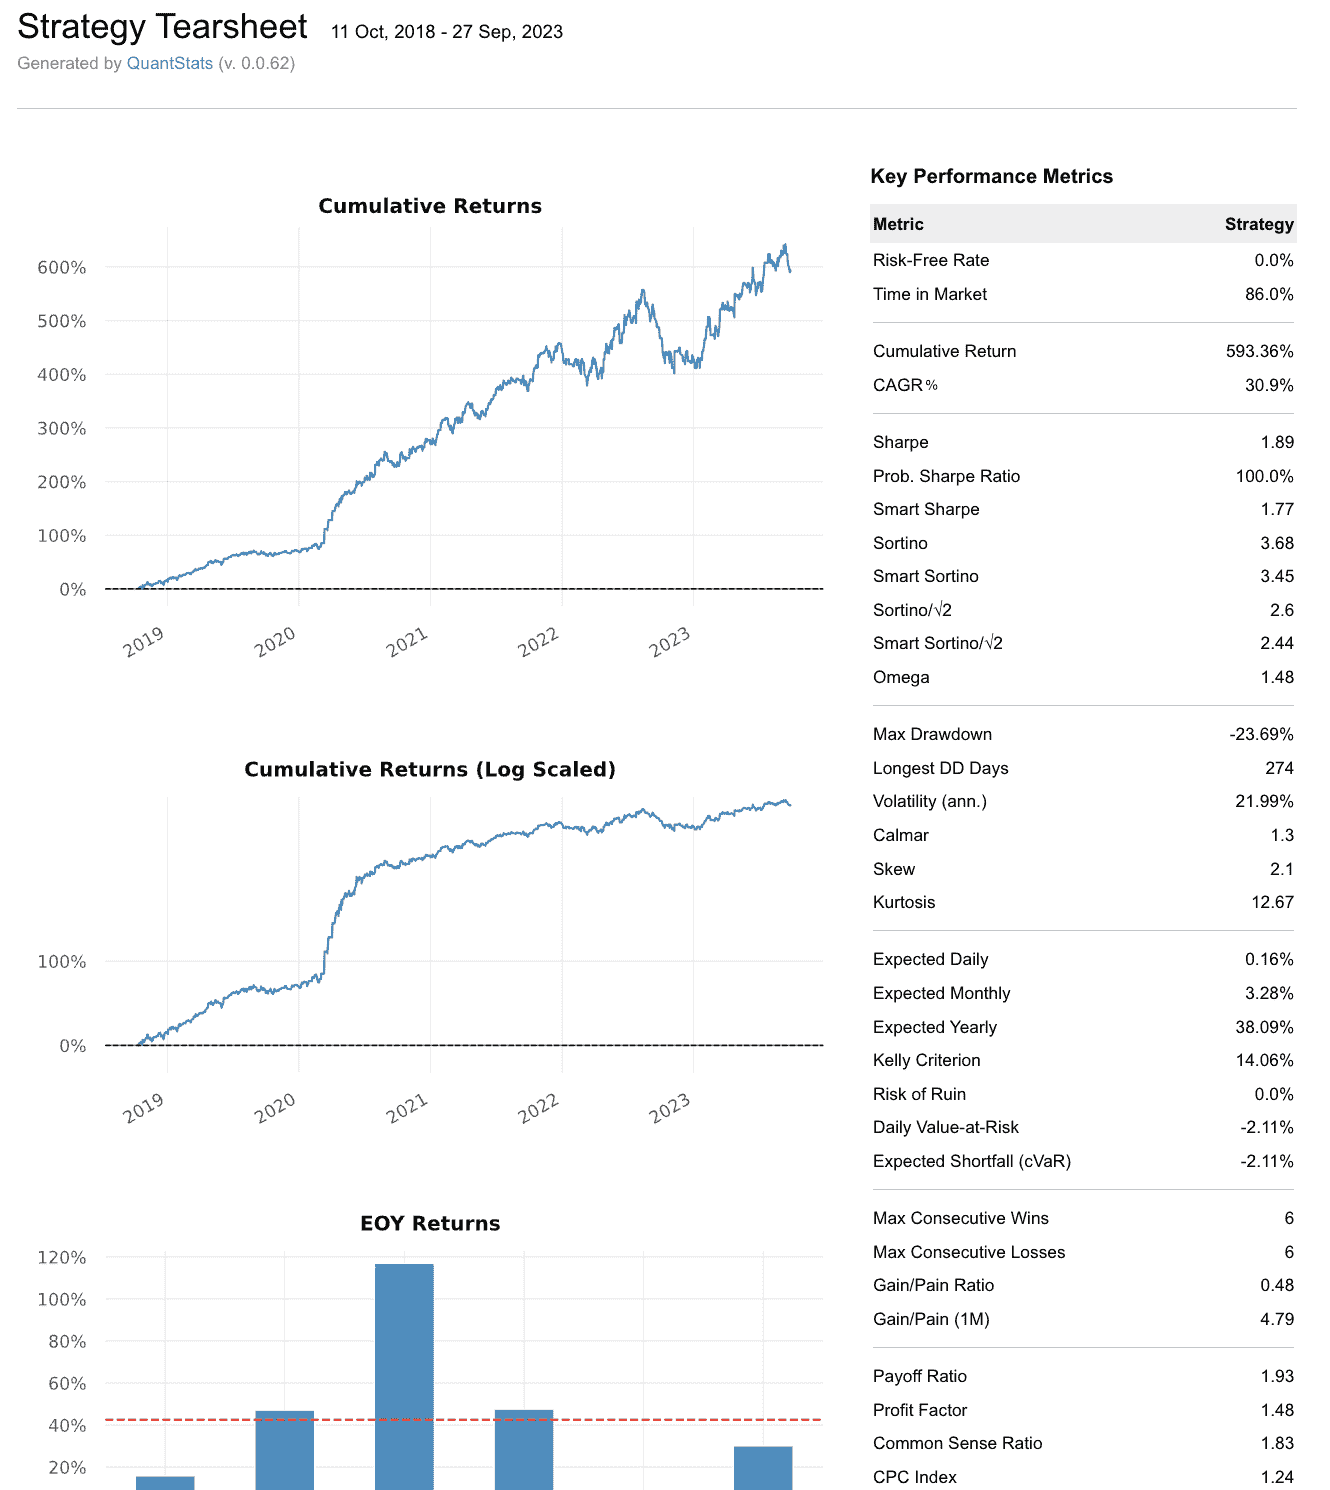 Strategy Tearsheet 11 Oct, 2018 - 27 Sep, 2023
Generated by QuantStats (v. 0.0.62)
Cumulative Returns
600%
500%
400%
300%
200%
100%
0%
2019 2020 2021 2022 2023
Cumulative Returns (Log Scaled)
100%
0%
2019 2020 2021 2022 2023
EOY Returns
120%
100%
80%
60%
40%
20%
Key Performance Metrics
Metric Strategy
Risk-Free Rate 0.0%
Time in Market 86.0%
Cumulative Return 593.36%
CAGR% 30.9%
Sharpe 1.89
Prob. Sharpe Ratio 100.0%
Smart Sharpe 1.77
Sortino 3.68
Smart Sortino 3.45
Sortino/√2 2.6
Smart Sortino/√2 2.44
Omega 1.48
Max Drawdown -23.69%
Longest DD Days 274
Volatility (ann.) 21.99%
Calmar 1.3
Skew 2.1
Kurtosis 12.67
Expected Daily 0.16%
Expected Monthly 3.28%
Expected Yearly 38.09%
Kelly Criterion 14.06%
Risk of Ruin 0.0%
Daily Value-at-Risk -2.11%
Expected Shortfall (cVaR) -2.11%
Max Consecutive Wins 6
Max Consecutive Losses 6
Gain/Pain Ratio 0.48
Gain/Pain (1M) 4.79
Payoff Ratio 1.93
Profit Factor 1.48
Common Sense Ratio 1.83
CPC Index 1.24